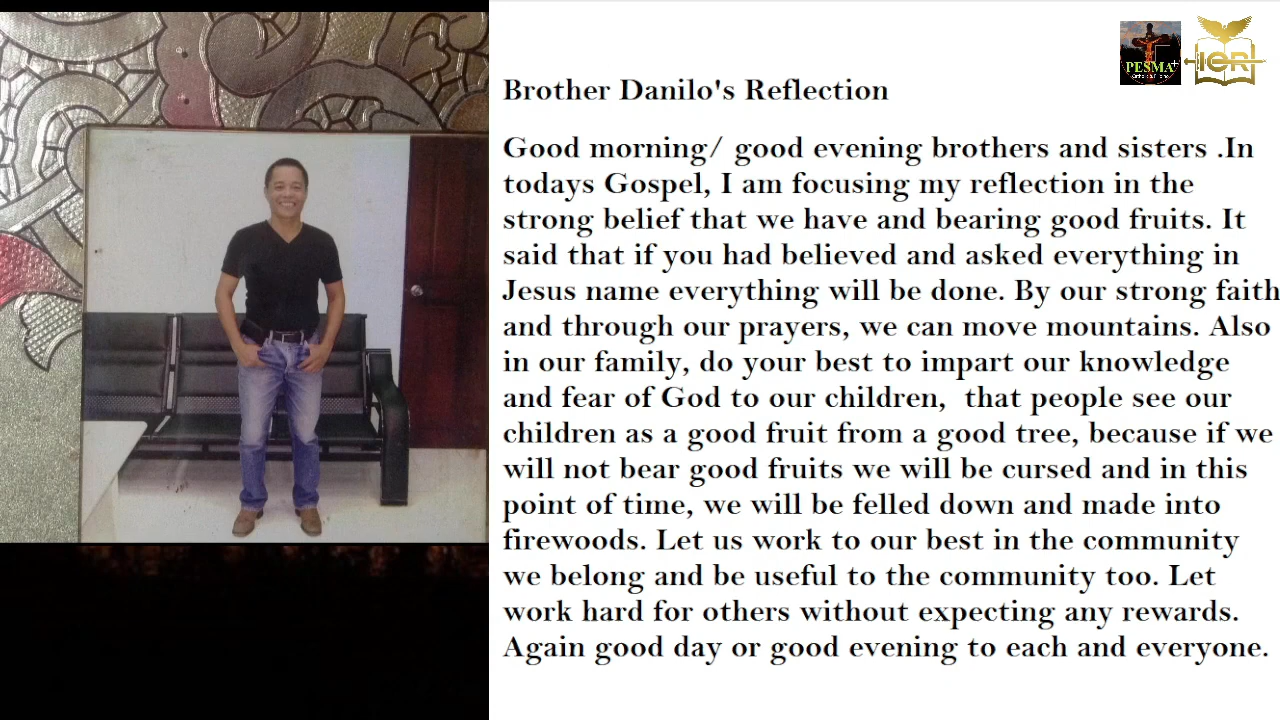 PESMA
IGR
Brother Danilo's Reflection
Good morning/ good evening brothers and sisters .In
todays Gospel, I am focusing my reflection in the
strong belief that we have and bearing good fruits. It
said that if you had believed and asked everything in
Jesus name everything will be done. By our strong faith
and through our prayers, we can move mountains. Also
in our family, do your best to impart our knowledge
and fear of God to our children,  that people see our
children as a good fruit from a good tree, because if we
will not bear good fruits we will be cursed and in this
point of time, we will be felled down and made into
firewoods. Let us work to our best in the community
we belong and be useful to the community too. Let
work hard for others without expecting any rewards.
Again good day or good evening to each and everyone.